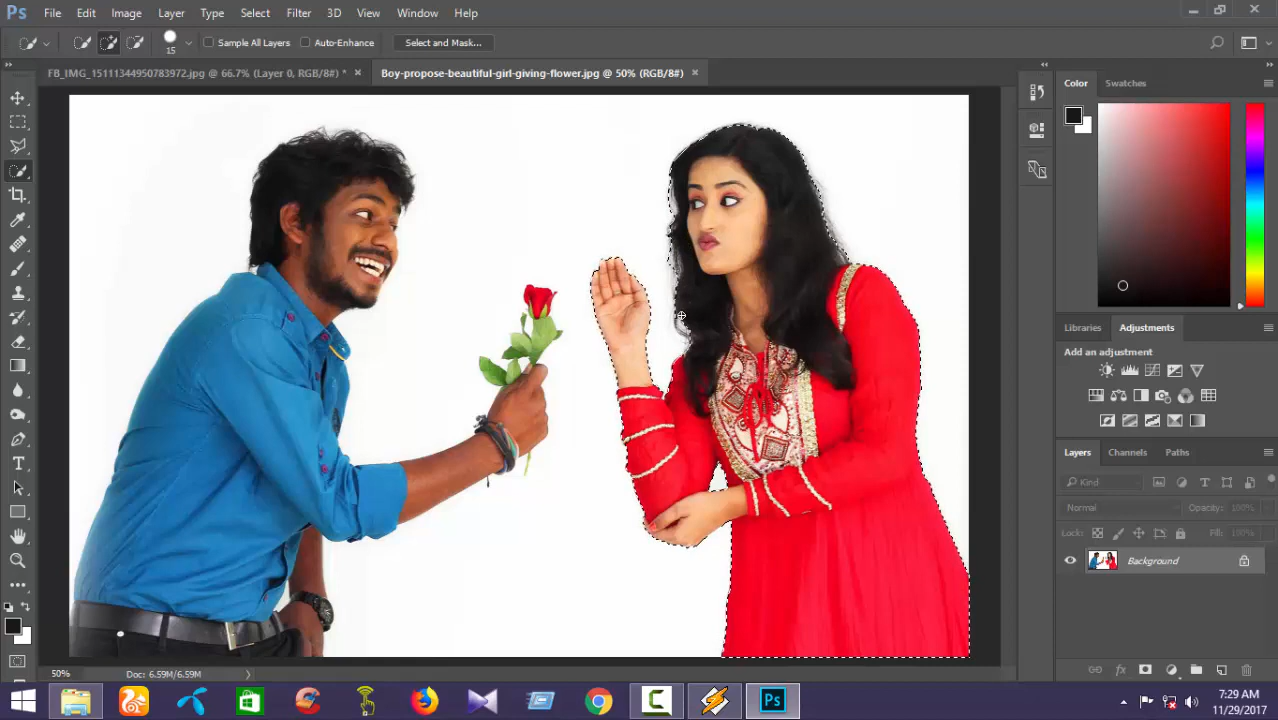 Ps File Edit Image Layer Type Select Filter 3D View Window Help
15 Sample All Layers Auto-Enhance Select and Mask...
FB_IMG_15111344950783972.jpg @ 66.7% (Layer 0, RGB/8#) * × Boy-propose-beautiful-girl-giving-flower.jpg @ 50% (RGB/8#) ×
Color Swatches
Libraries Adjustments
Add an adjustment
Layers Channels Paths
Kind
Normal Opacity: 100%
Lock: Fill: 100%
Background
50% Doc: 6.59M/6.59M
Ps
7:29 AM
11/29/2017